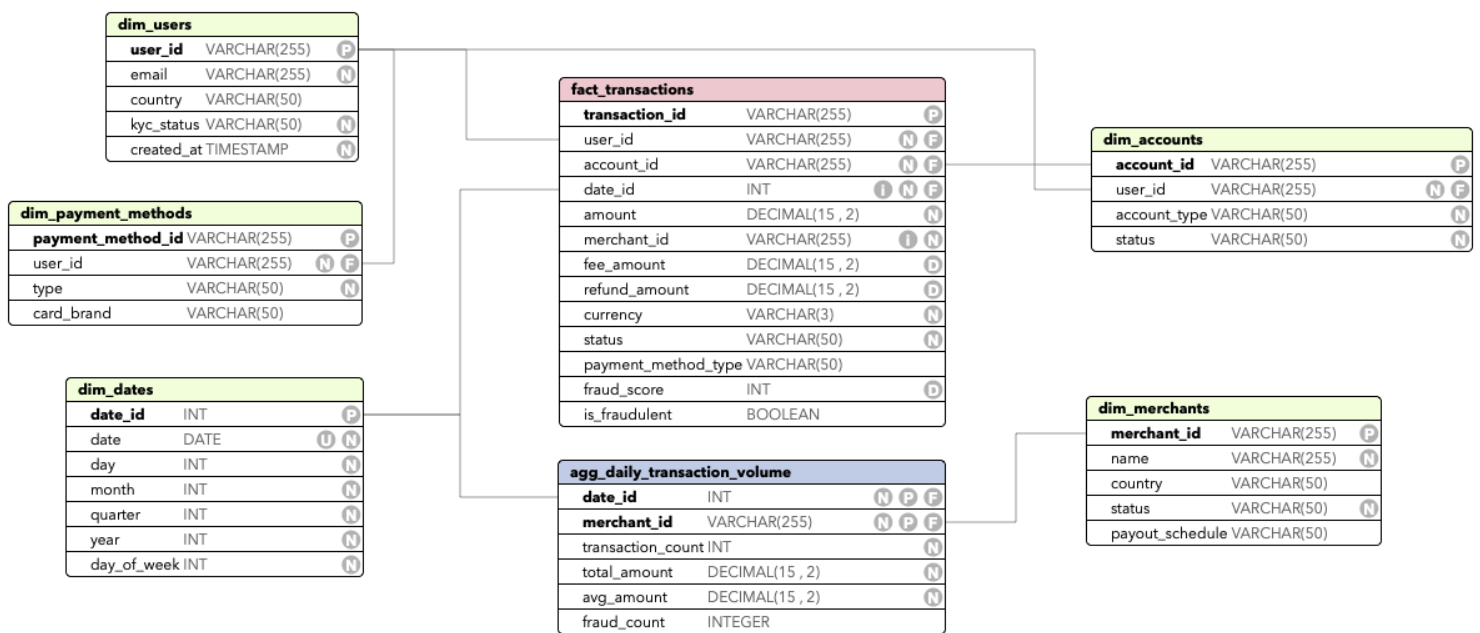 dim_users
user_id VARCHAR(255) P
email VARCHAR(255) N
country VARCHAR(50)
kyc_status VARCHAR(50) N
created_at TIMESTAMP N
dim_payment_methods
payment_method_id VARCHAR(255) P
user_id VARCHAR(255) N F
type VARCHAR(50) N
card_brand VARCHAR(50)
dim_dates
date_id INT P
date DATE U N
day INT N
month INT N
quarter INT N
year INT N
day_of_week INT N
fact_transactions
transaction_id VARCHAR(255) P
user_id VARCHAR(255) N F
account_id VARCHAR(255) N F
date_id INT I N F
amount DECIMAL(15 , 2) N
merchant_id VARCHAR(255) I N
fee_amount DECIMAL(15 , 2) D
refund_amount DECIMAL(15 , 2) D
currency VARCHAR(3) N
status VARCHAR(50) N
payment_method_type VARCHAR(50)
fraud_score INT D
is_fraudulent BOOLEAN
agg_daily_transaction_volume
date_id INT N P F
merchant_id VARCHAR(255) N P F
transaction_count INT N
total_amount DECIMAL(15 , 2) N
avg_amount DECIMAL(15 , 2) N
fraud_count INTEGER
dim_accounts
account_id VARCHAR(255) P
user_id VARCHAR(255) N F
account_type VARCHAR(50) N
status VARCHAR(50) N
dim_merchants
merchant_id VARCHAR(255) P
name VARCHAR(255) N
country VARCHAR(50)
status VARCHAR(50) N
payout_schedule VARCHAR(50)